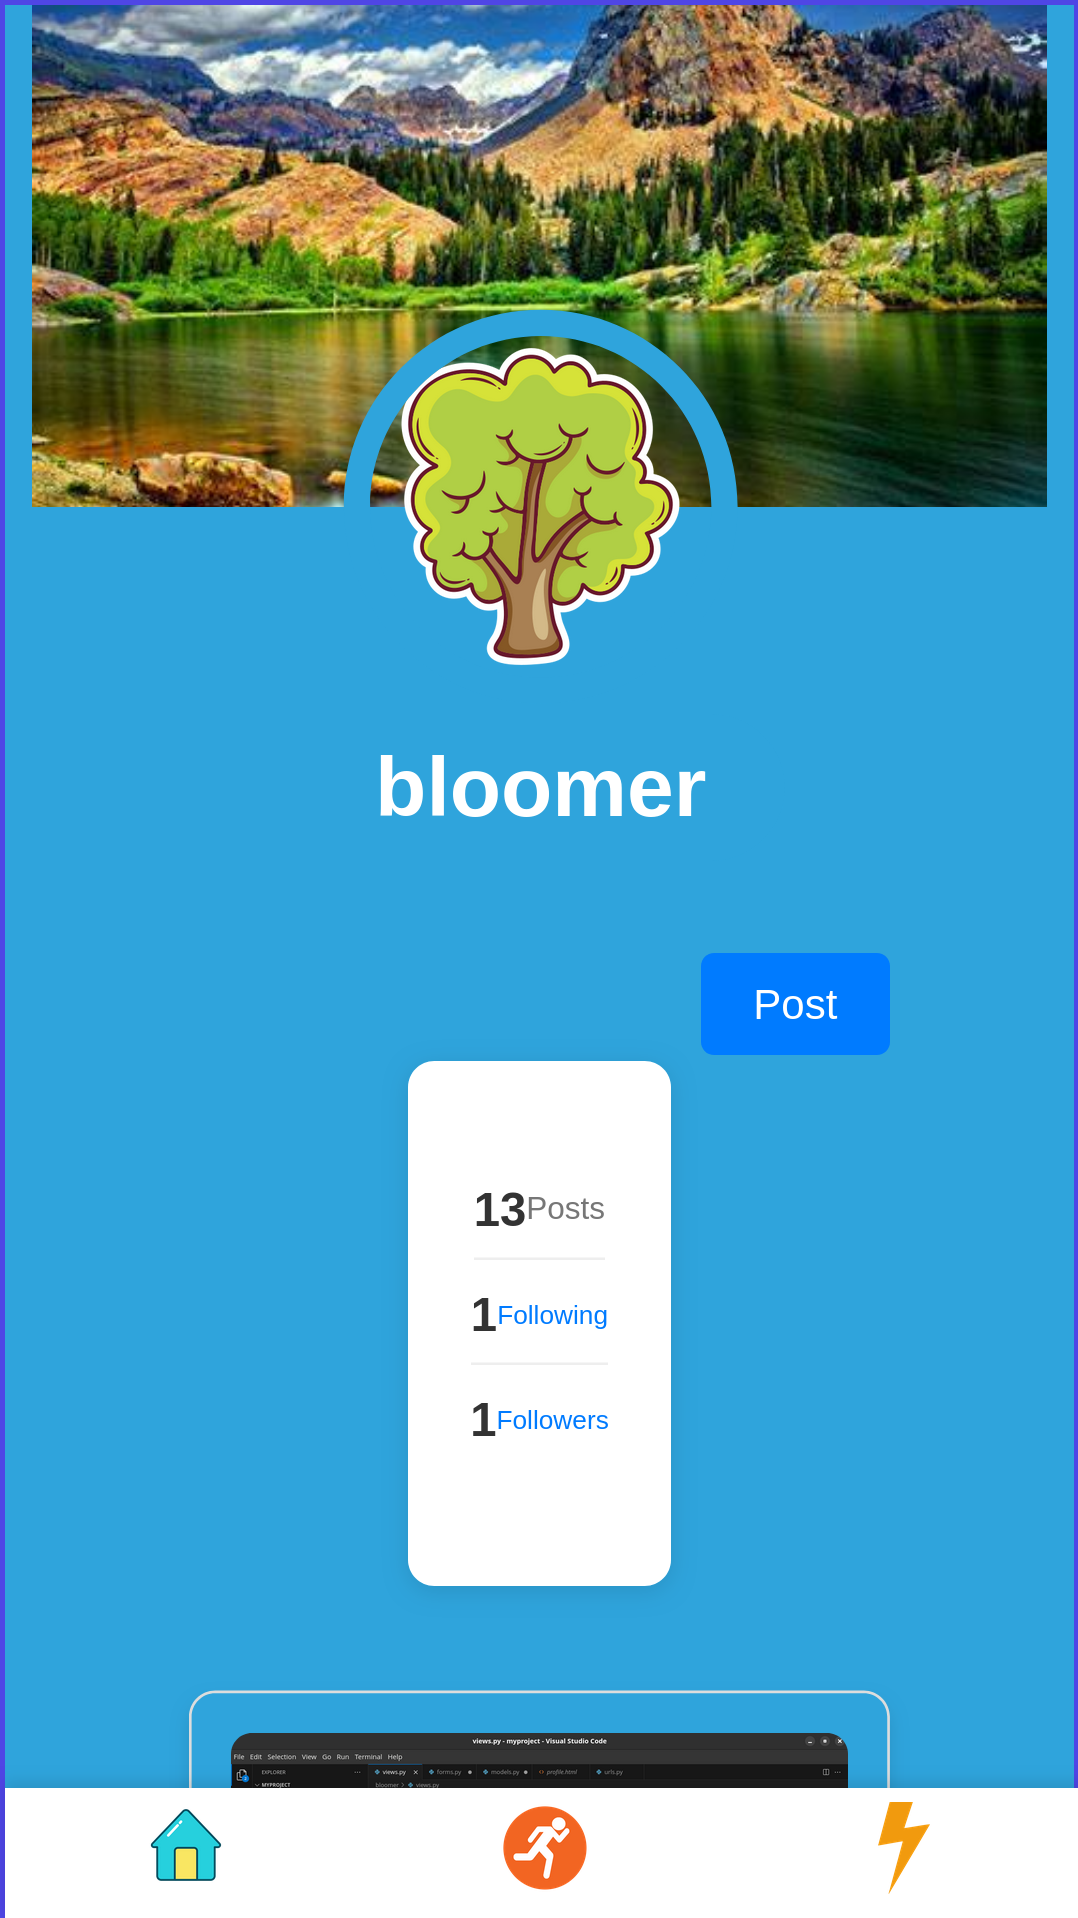 bloomer
Post
13Posts
1Following
1Followers
views.py - myproject - Visual Studio Code
File Edit Selection View Go Run Terminal Help
EXPLORER ··· views.py forms.py models.py profile.html urls.py ···
MYPROJECT bloomer > views.py